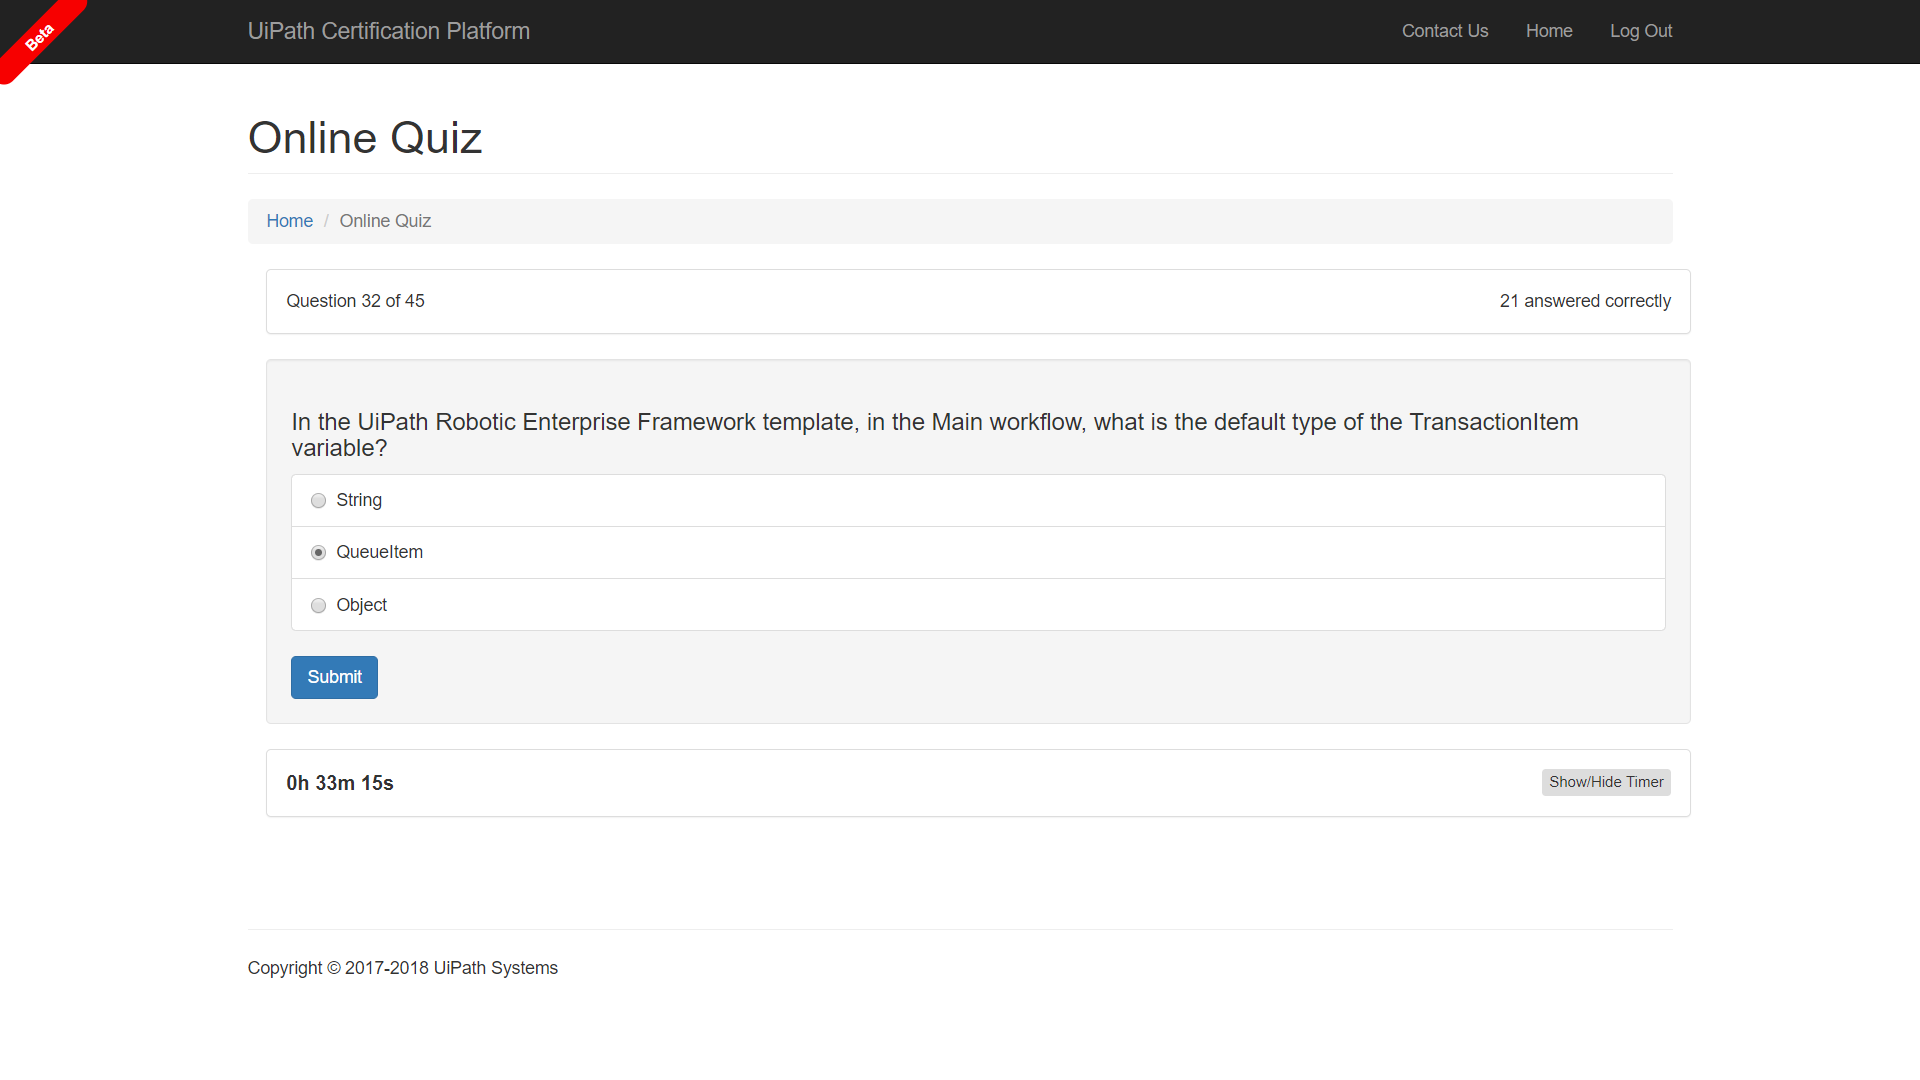 Beta
UiPath Certification Platform
Contact Us
Home
Log Out
Online Quiz
Home / Online Quiz
Question 32 of 45
21 answered correctly
In the UiPath Robotic Enterprise Framework template, in the Main workflow, what is the default type of the TransactionItem
variable?
String
QueueItem
Object
Submit
0h 33m 15s
Show/Hide Timer
Copyright © 2017-2018 UiPath Systems